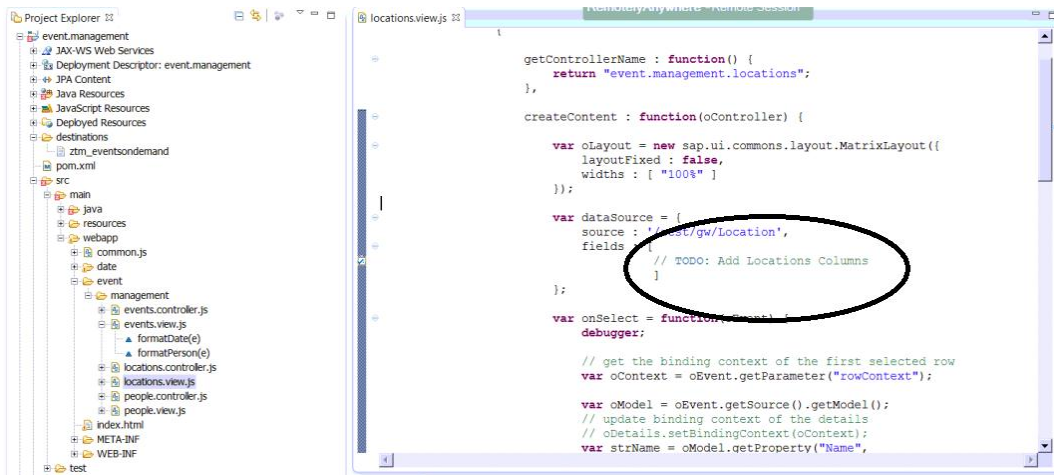 Project Explorer
event.management
JAX-WS Web Services
Deployment Descriptor: event.management
JPA Content
Java Resources
JavaScript Resources
Deployed Resources
destinations
ztm_eventsondemand
pom.xml
src
main
java
resources
webapp
common.js
date
event
management
events.controller.js
events.view.js
formatDate(e)
formatPerson(e)
locations.controller.js
locations.view.js
people.controller.js
people.view.js
index.html
META-INF
WEB-INF
test
locations.view.js
RemotelyAnywhere - Remote Session
{
getControllerName : function() {
return "event.management.locations";
},
createContent : function(oController) {
var oLayout = new sap.ui.commons.layout.MatrixLayout({
layoutFixed : false,
widths : [ "100%" ]
});
var dataSource = {
source : '/rest/gw/Location',
fields : [
// TODO: Add Locations Columns
]
};
var onSelect = function(oEvent) {
debugger;
// get the binding context of the first selected row
var oContext = oEvent.getParameter("rowContext");
var oModel = oEvent.getSource().getModel();
// update binding context of the details
// oDetails.setBindingContext(oContext);
var strName = oModel.getProperty("Name",